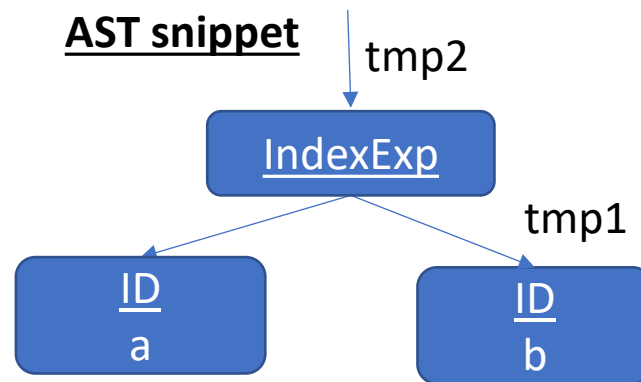 AST snippet
tmp2
IndexExp
tmp1
ID
a
ID
b